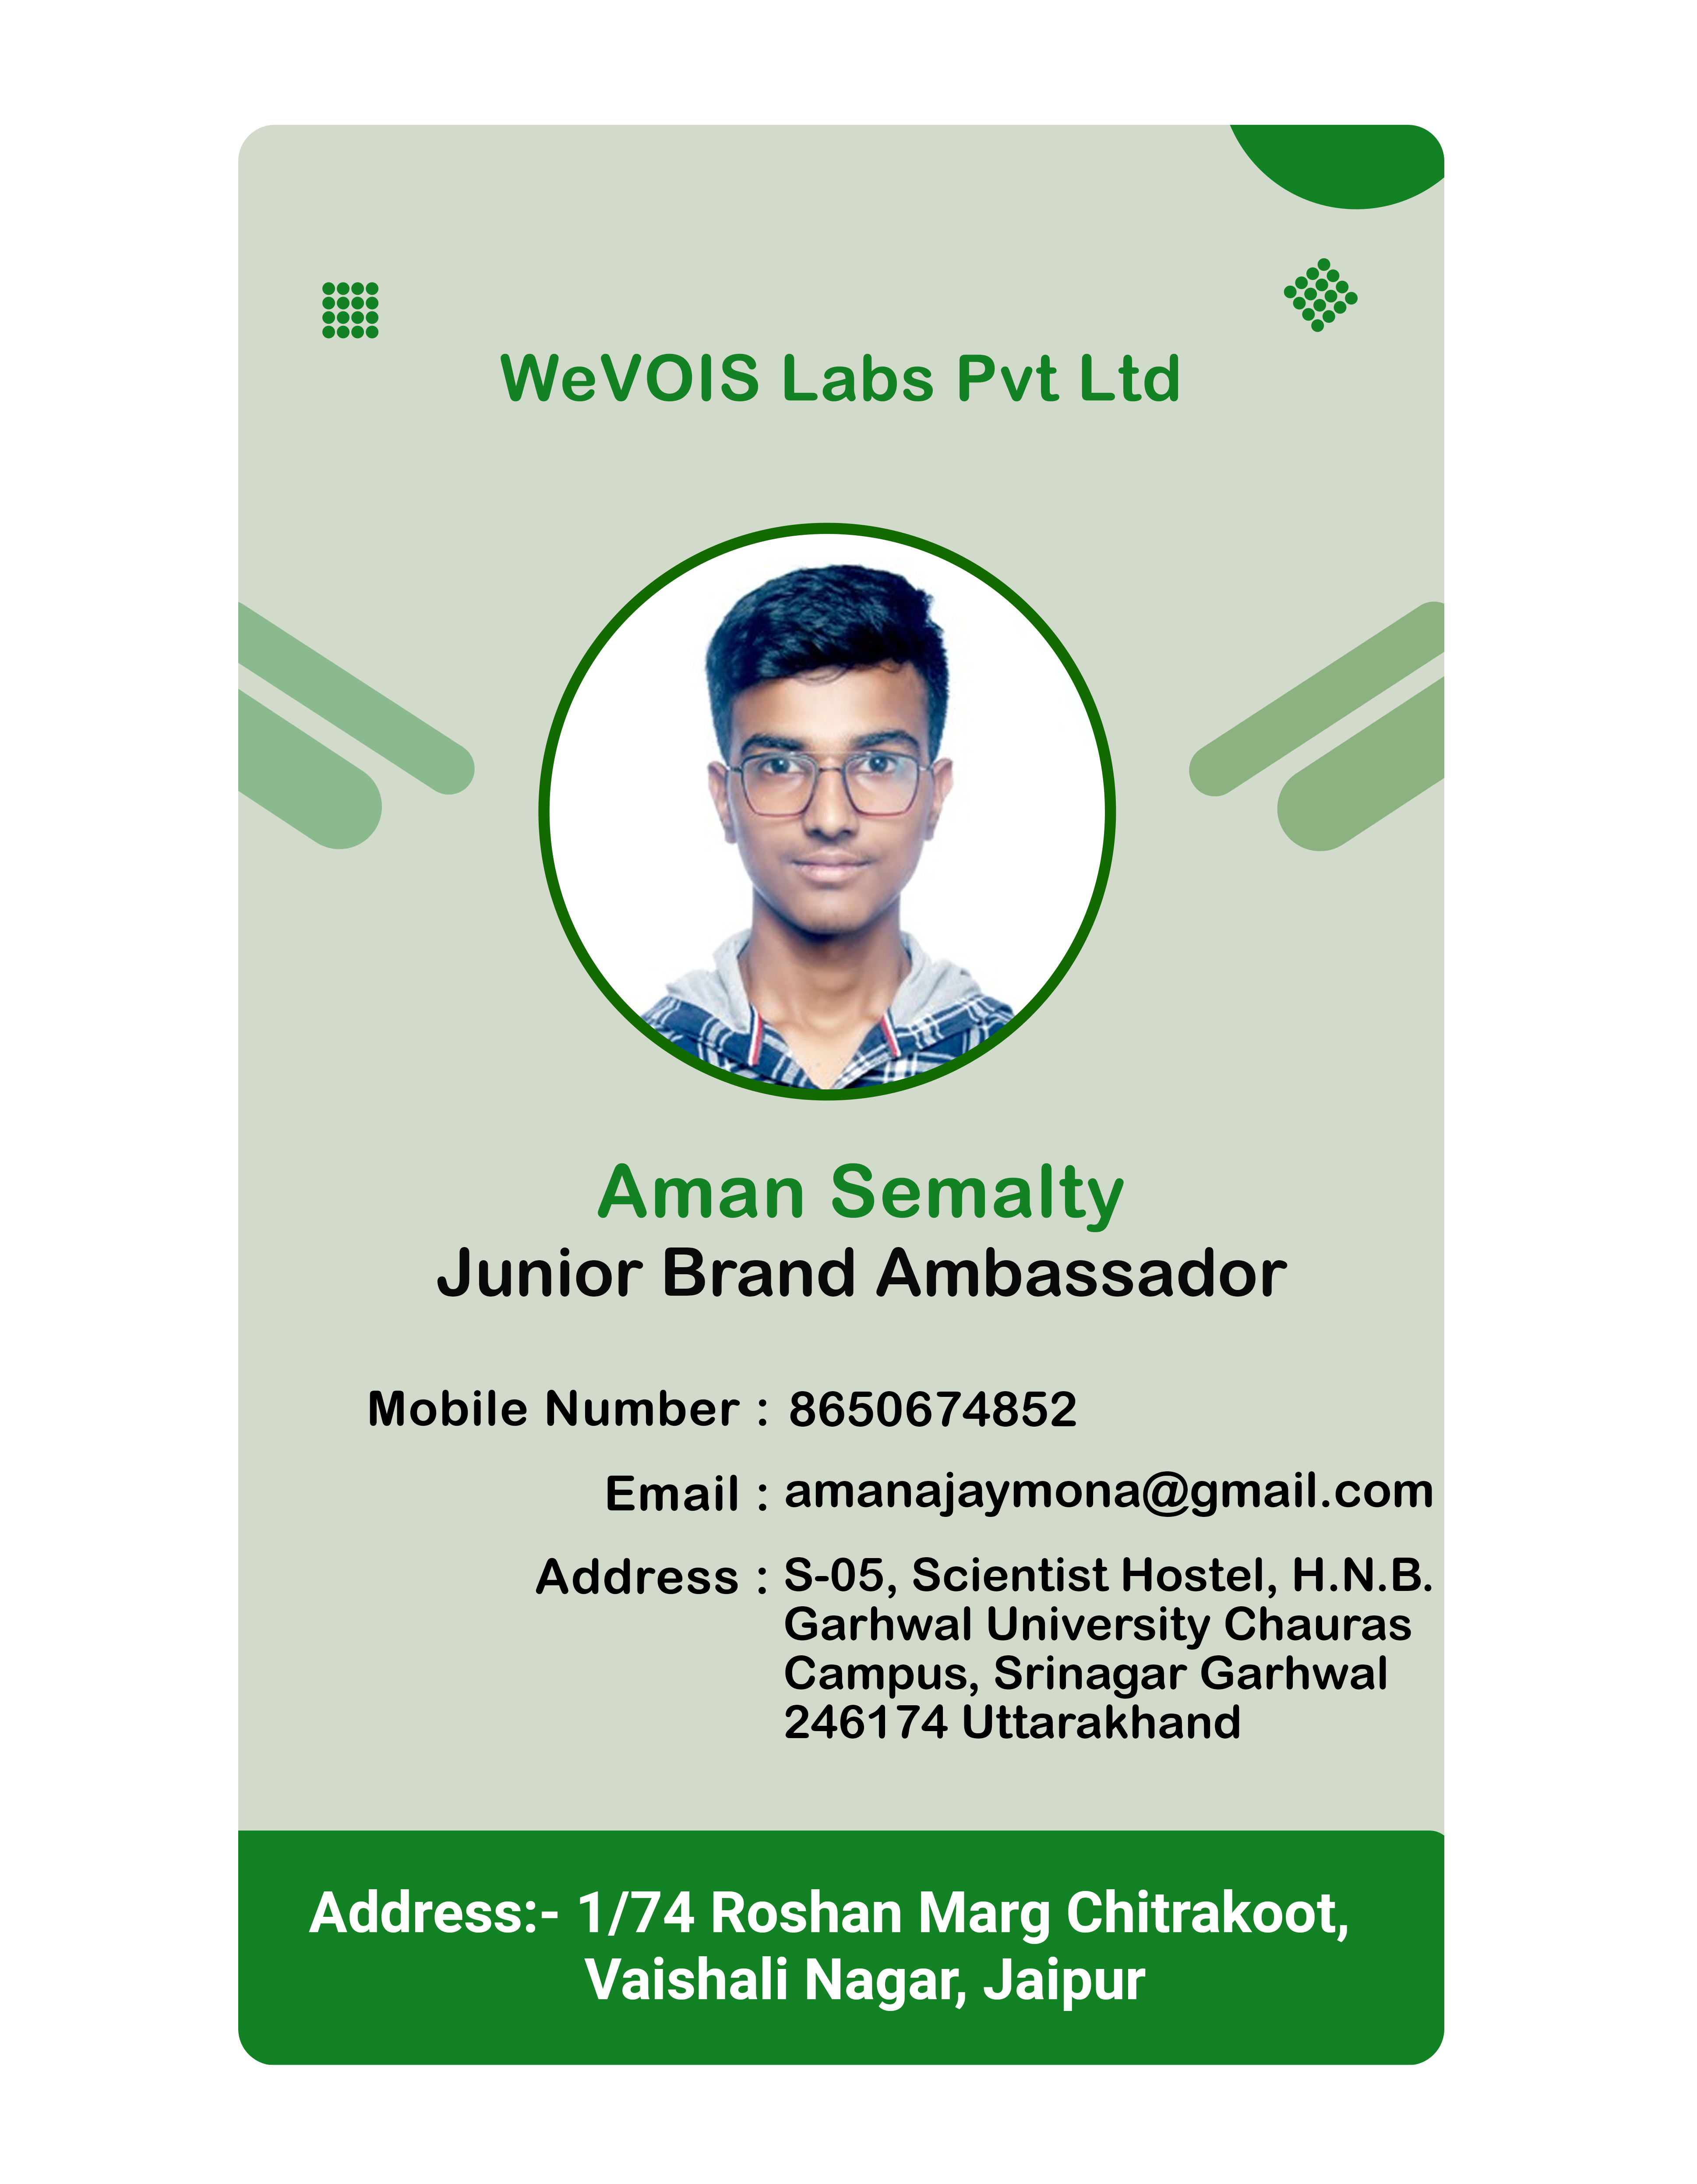 WeVOIS Labs Pvt Ltd
Aman Semalty
Junior Brand Ambassador
Mobile Number : 8650674852
Email : amanajaymona@gmail.com
Address : S-05, Scientist Hostel, H.N.B.
Garhwal University Chauras
Campus, Srinagar Garhwal
246174 Uttarakhand
Address:- 1/74 Roshan Marg Chitrakoot,
Vaishali Nagar, Jaipur